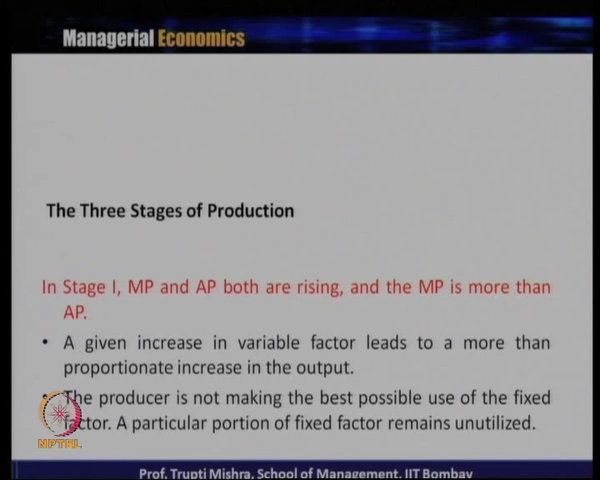 Managerial Economics
The Three Stages of Production
In Stage I, MP and AP both are rising, and the MP is more than
AP.
• A given increase in variable factor leads to a more than
proportionate increase in the output.
• The producer is not making the best possible use of the fixed
factor. A particular portion of fixed factor remains unutilized.
NPTEL
Prof. Trupti Mishra, School of Management, IIT Bombay